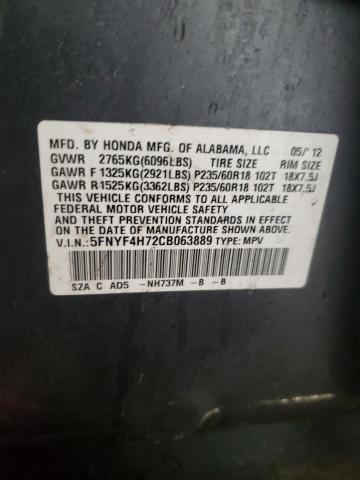 MFD. BY HONDA MFG. OF ALABAMA, LLC 05/'12
GVWR 2765KG(6096LBS) TIRE SIZE RIM SIZE
GAWR F 1325KG(2921LBS) P235/60R18 102T 18X7.5J
GAWR R1525KG(3362LBS) P235/60R18 102T 18X7.5J
THIS VEHICLE CONFORMS TO ALL APPLICABLE
FEDERAL MOTOR VEHICLE SAFETY AND
AND THEFT PREVENTION STANDARDS IN EFFECT
ON THE DATE OF MANUFACTURE SHOWN ABOVE.
V.I.N: 5FNYF4H72CB063889 TYPE: MPV
SZA C AD5 -NH737M -B -B